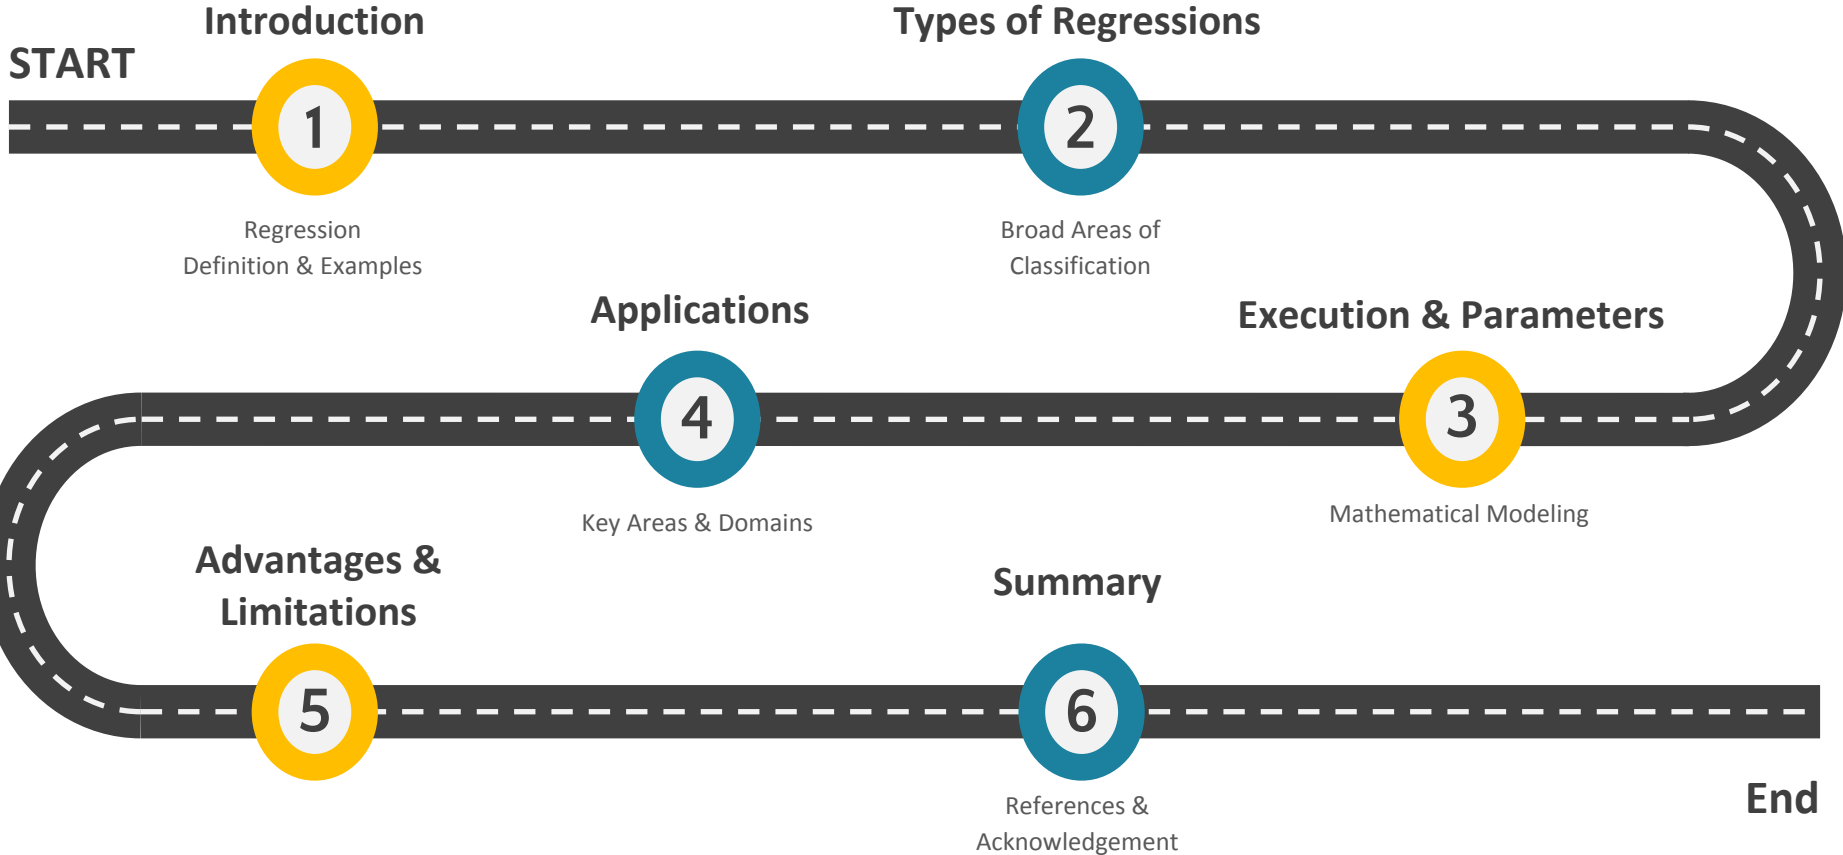 START
Introduction
1
Regression
Definition & Examples
Types of Regressions
2
Broad Areas of
Classification
Execution & Parameters
3
Mathematical Modeling
Applications
4
Key Areas & Domains
Advantages &
Limitations
5
Summary
6
References &
Acknowledgement
End